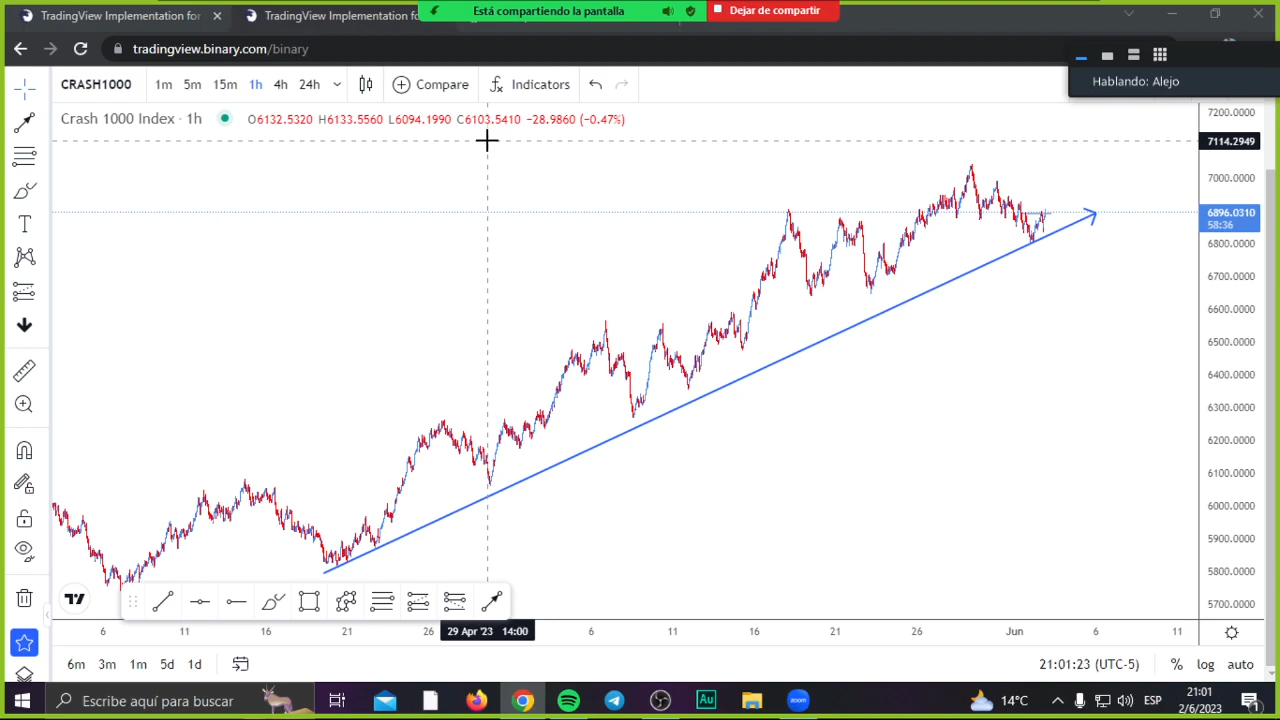 Está compartiendo la pantalla
Dejar de compartir
TradingView Implementation for
TradingView Implementation fo
tradingview.binary.com/binary
Hablando: Alejo
CRASH1000
1m 5m 15m 1h 4h 24h
Compare
Indicators
Crash 1000 Index · 1h
O6132.5320 H6133.5560 L6094.1990 C6103.5410 −28.9860 (−0.47%)
7200.0000
7114.2949
7000.0000
6896.0310
58:36
6800.0000
6700.0000
6600.0000
6500.0000
6400.0000
6300.0000
6200.0000
6100.0000
6000.0000
5900.0000
5800.0000
5700.0000
6 11 16 21 26 29 Apr '23 14:00 6 11 16 21 26 Jun 6 11
6m 3m 1m 5d 1d
21:01:23 (UTC-5)
% log auto
Escribe aquí para buscar
Au
zoom
14°C
ESP
21:01
2/6/2023
1